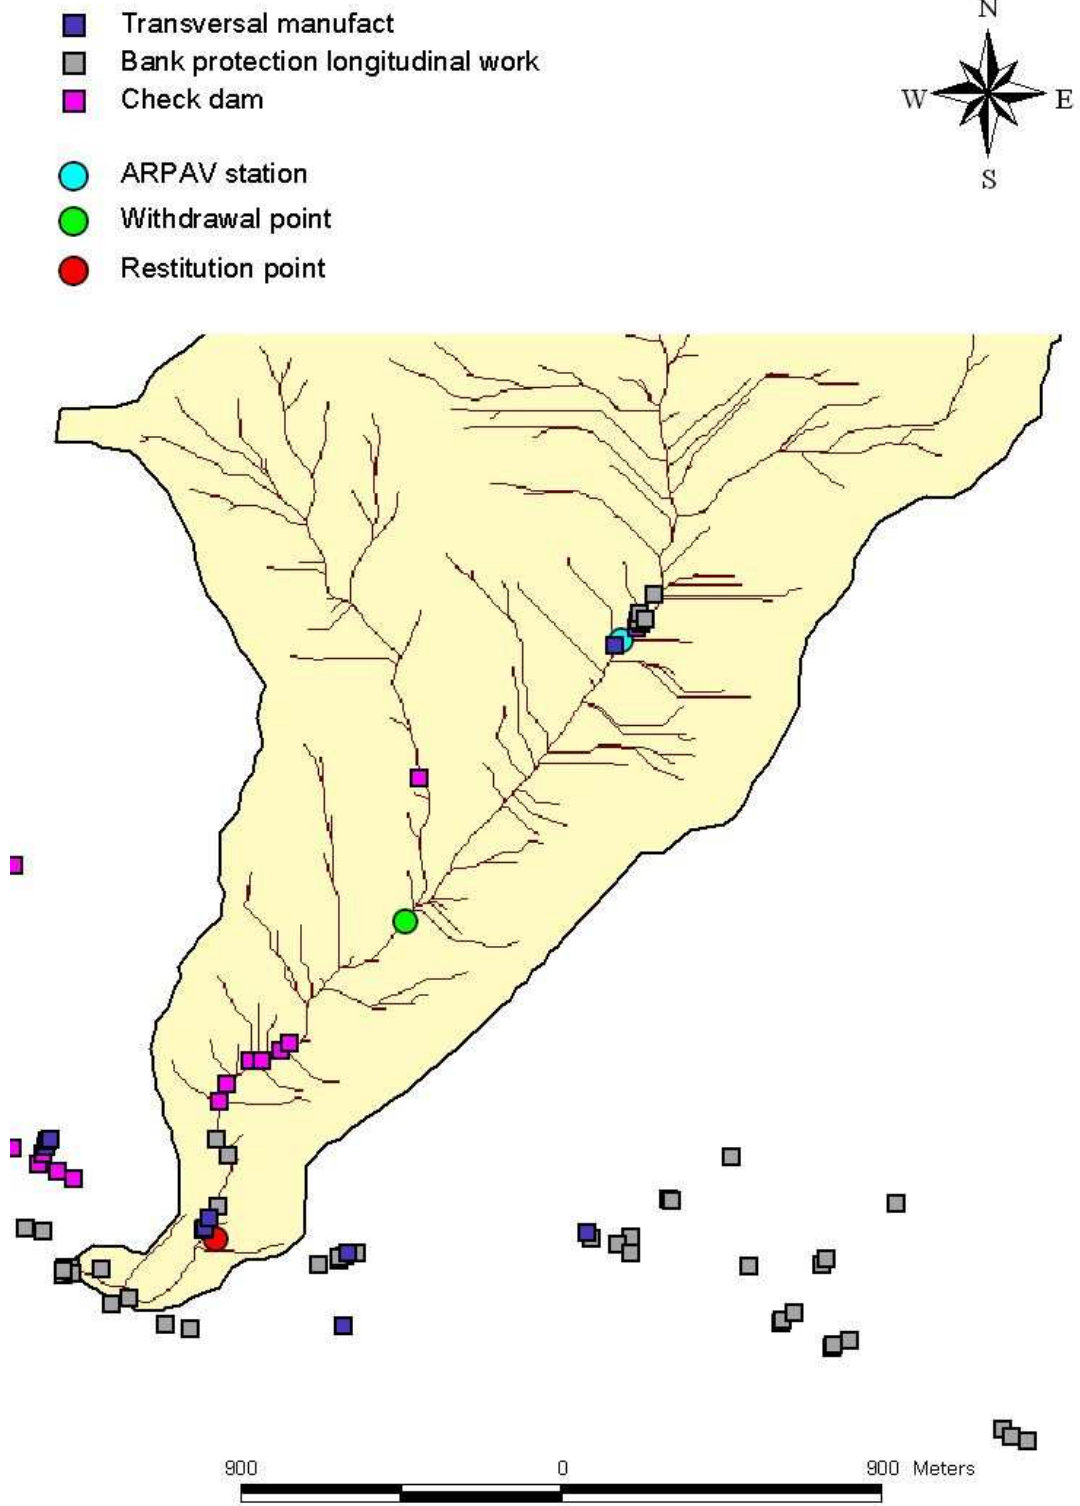 Transversal manufact
Bank protection longitudinal work
Check dam
ARPAV station
Withdrawal point
Restitution point
N
W E
S
900 0 900 Meters